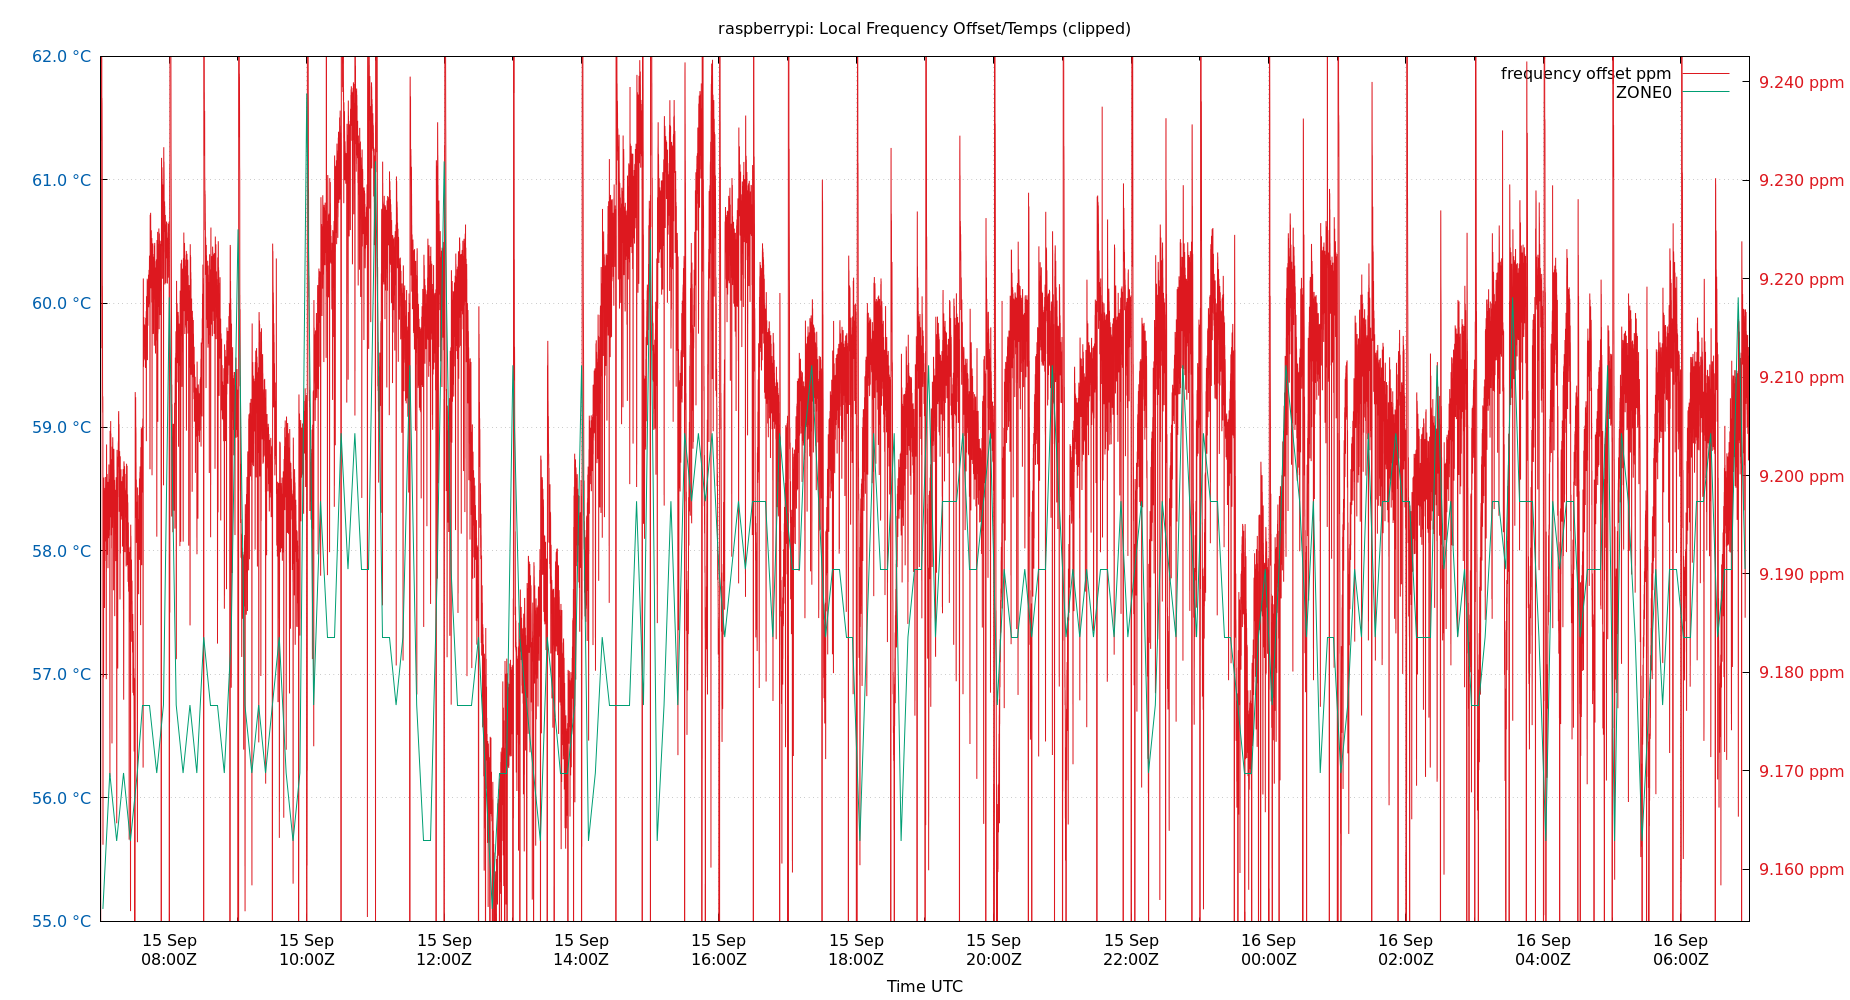 raspberrypi: Local Frequency Offset/Temps (clipped)
62.0 °C
61.0 °C
60.0 °C
59.0 °C
58.0 °C
57.0 °C
56.0 °C
55.0 °C
frequency offset ppm
ZONE0
9.240 ppm
9.230 ppm
9.220 ppm
9.210 ppm
9.200 ppm
9.190 ppm
9.180 ppm
9.170 ppm
9.160 ppm
15 Sep 15 Sep 15 Sep 15 Sep 15 Sep 15 Sep 15 Sep 15 Sep 16 Sep 16 Sep 16 Sep 16 Sep
08:00Z 10:00Z 12:00Z 14:00Z 16:00Z 18:00Z 20:00Z 22:00Z 00:00Z 02:00Z 04:00Z 06:00Z
Time UTC